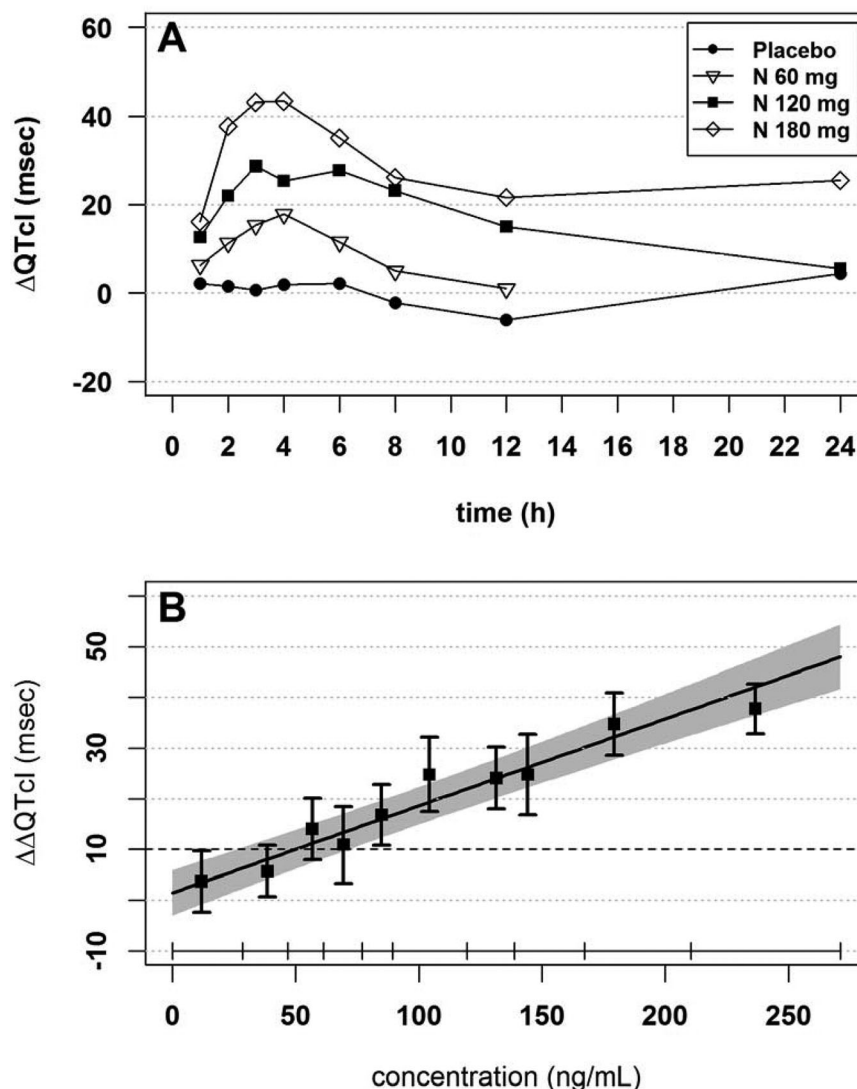 A
Placebo
N 60 mg
N 120 mg
N 180 mg
60
40
20
0
-20
ΔQTcI (msec)
0 2 4 6 8 10 12 14 16 18 20 22 24
time (h)
B
50
30
10
-10
ΔΔQTcI (msec)
0 50 100 150 200 250
concentration (ng/mL)